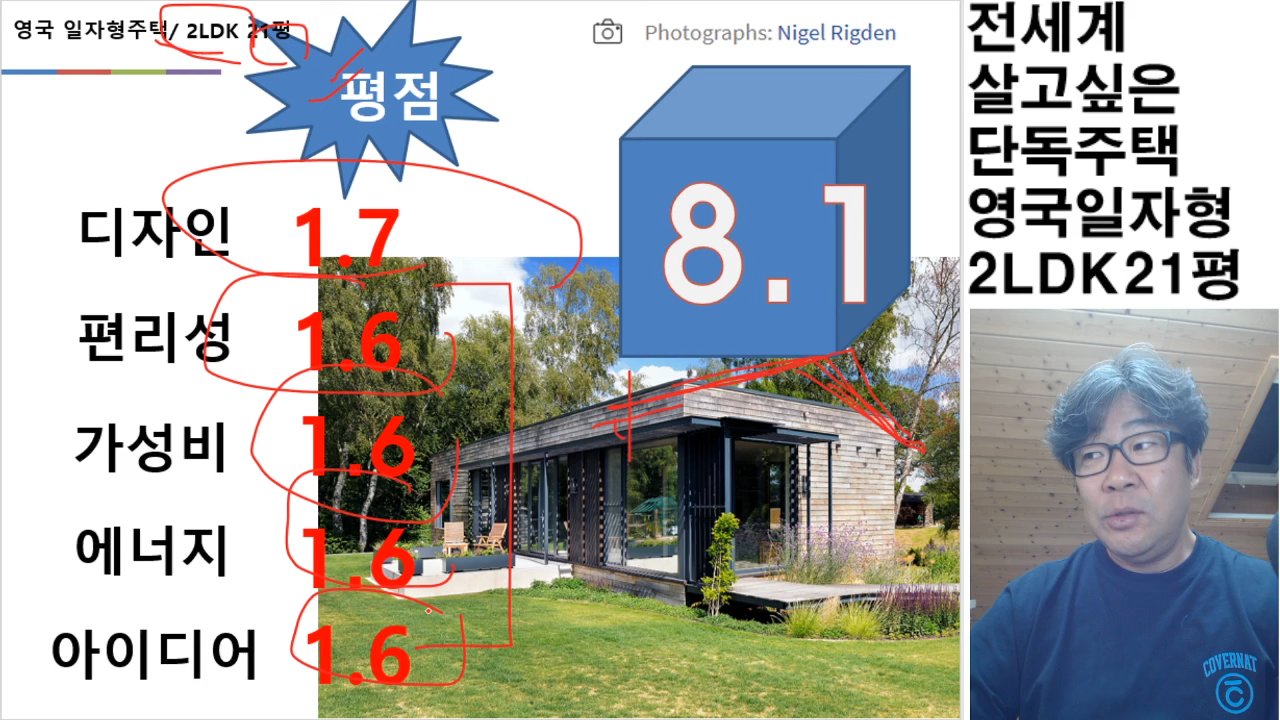 영국 일자형주택/ 2LDK 21평
Photographs: Nigel Rigden
평점
8.1
디자인 1.7
편리성 1.6
가성비 1.6
에너지 1.6
아이디어 1.6
전세계
살고싶은
단독주택
영국일자형
2LDK21평
COVERNAT